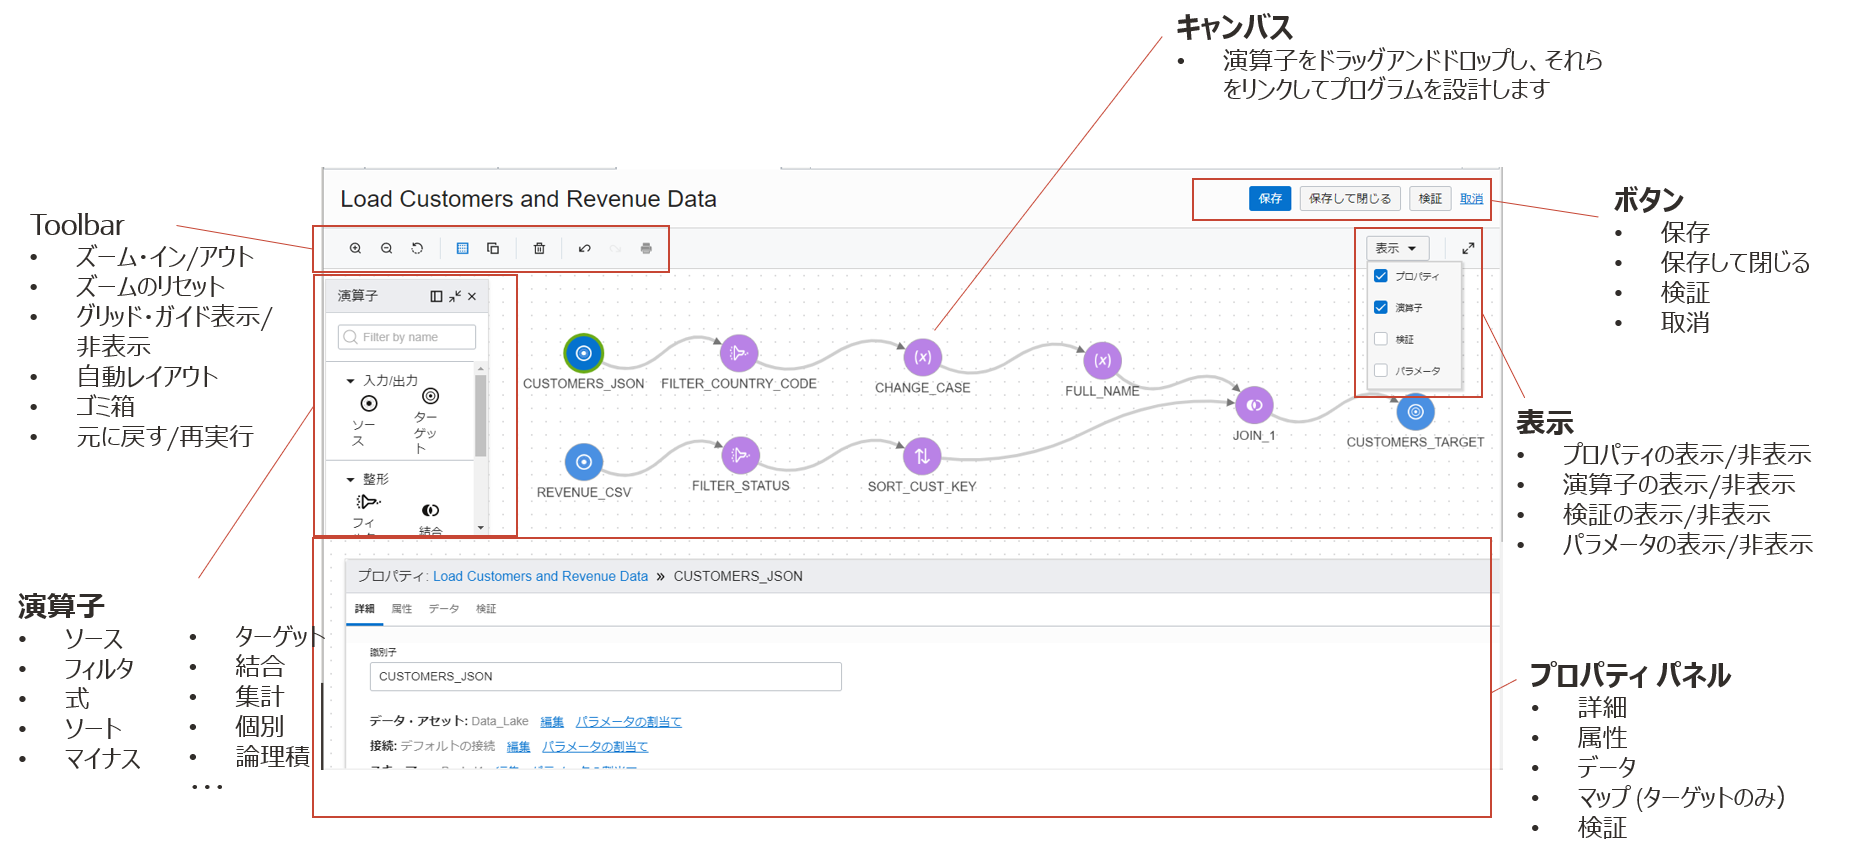 キャンバス
• 演算子をドラッグアンドドロップし、それら
をリンクしてプログラムを設計します
Load Customers and Revenue Data
保存 保存して閉じる 検証 取消
ボタン
• 保存
• 保存して閉じる
• 検証
• 取消
Toolbar
• ズーム・イン/アウト
• ズームのリセット
• グリッド・ガイド表示/
非表示
• 自動レイアウト
• ゴミ箱
• 元に戻す/再実行
表示
プロパティ
演算子
検証
パラメータ
演算子
Filter by name
入力/出力
ソー
ス
ター
ゲッ
ト
整形
フィ
結合
CUSTOMERS_JSON
FILTER_COUNTRY_CODE
CHANGE_CASE
(x)
FULL_NAME
(x)
JOIN_1
CUSTOMERS_TARGET
REVENUE_CSV
FILTER_STATUS
SORT_CUST_KEY
表示
• プロパティの表示/非表示
• 演算子の表示/非表示
• 検証の表示/非表示
• パラメータの表示/非表示
プロパティ: Load Customers and Revenue Data » CUSTOMERS_JSON
詳細 属性 データ 検証
識別子
CUSTOMERS_JSON
データ・アセット: Data_Lake 編集 パラメータの割当て
接続: デフォルトの接続 編集 パラメータの割当て
演算子
• ソース
• フィルタ
• 式
• ソート
• マイナス
• ターゲット
• 結合
• 集計
• 個別
• 論理積
・・・
プロパティ パネル
• 詳細
• 属性
• データ
• マップ (ターゲットのみ)
• 検証